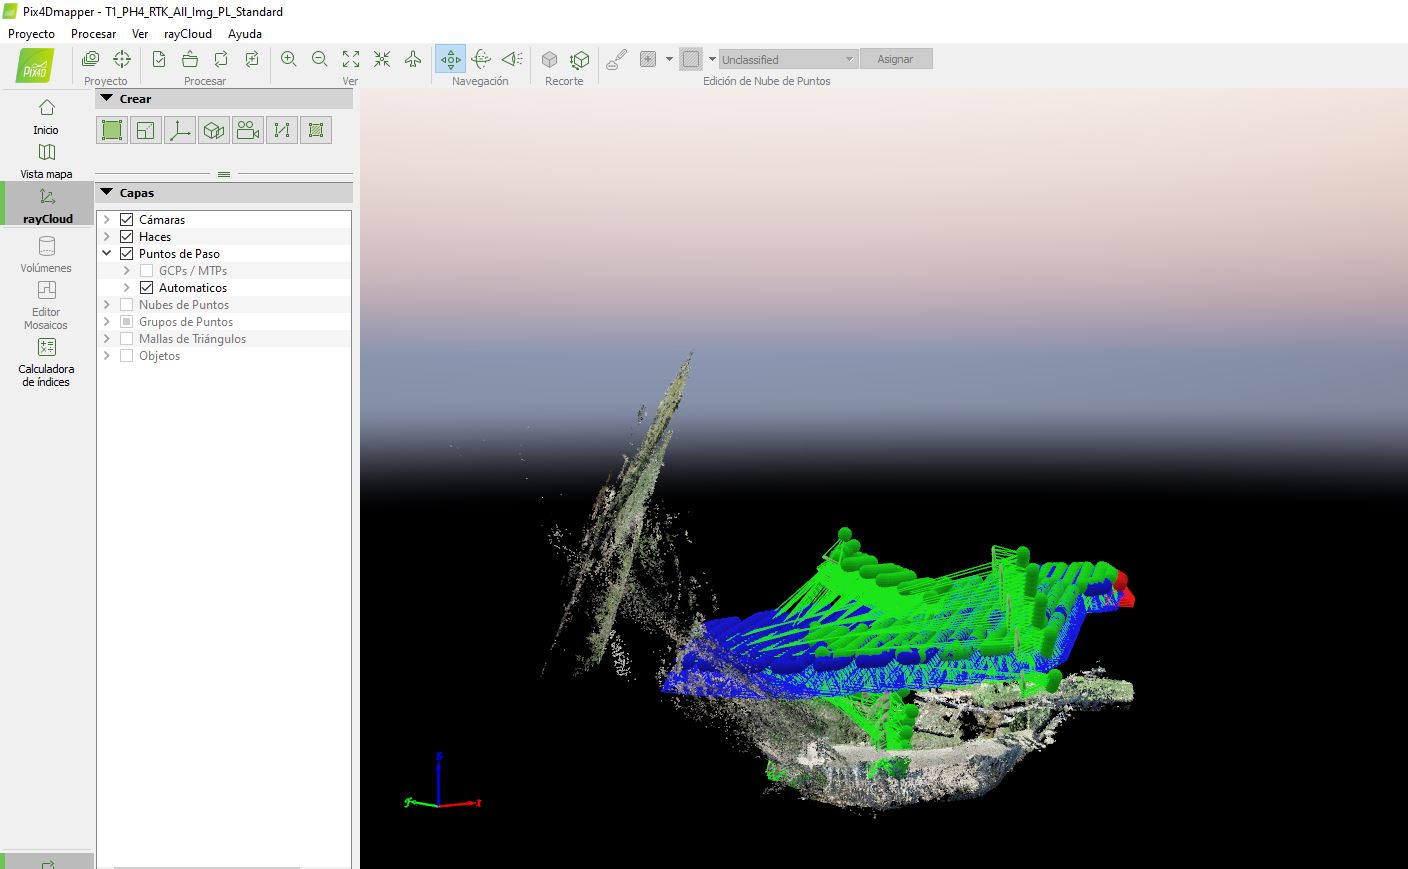 Pix4Dmapper - T1_PH4_RTK_All_Img_PL_Standard
Proyecto Procesar Ver rayCloud Ayuda
PIX4D
Proyecto Procesar Ver Navegación Recorte Edición de Nube de Puntos
Unclassified Asignar
Crear
Inicio
Vista mapa
rayCloud
Volúmenes
Editor
Mosaicos
Calculadora
de índices
Capas
Cámaras
Haces
Puntos de Paso
GCPs / MTPs
Automaticos
Nubes de Puntos
Grupos de Puntos
Mallas de Triángulos
Objetos